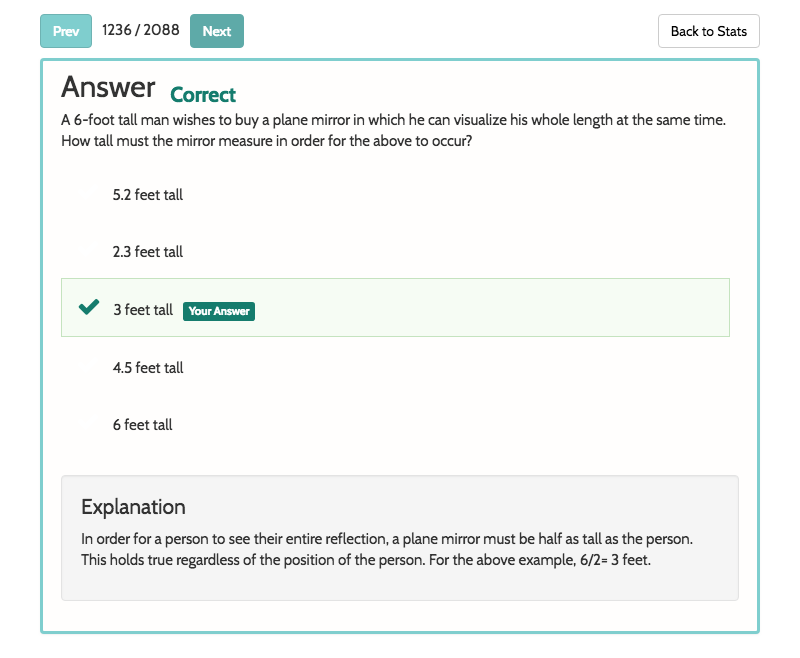 Prev 1236 / 2088 Next Back to Stats
Answer Correct
A 6-foot tall man wishes to buy a plane mirror in which he can visualize his whole length at the same time.
How tall must the mirror measure in order for the above to occur?
5.2 feet tall
2.3 feet tall
3 feet tall Your Answer
4.5 feet tall
6 feet tall
Explanation
In order for a person to see their entire reflection, a plane mirror must be half as tall as the person.
This holds true regardless of the position of the person. For the above example, 6/2= 3 feet.